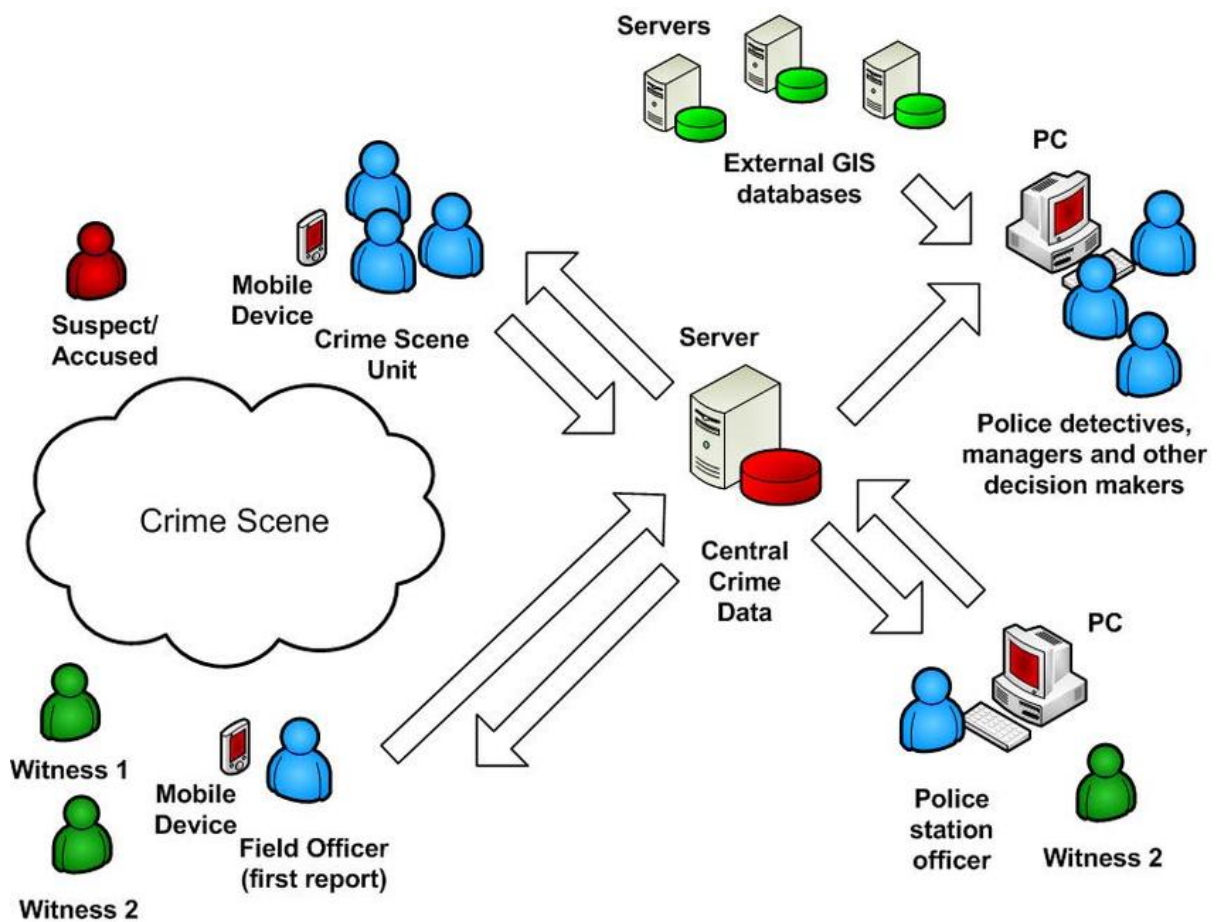 Servers
External GIS
databases
PC
Suspect/
Accused
Mobile
Device
Crime Scene
Unit
Server
Police detectives,
managers and other
decision makers
Crime Scene
Central
Crime
Data
PC
Witness 1
Mobile
Device
Field Officer
(first report)
Witness 2
Police
station
officer
Witness 2